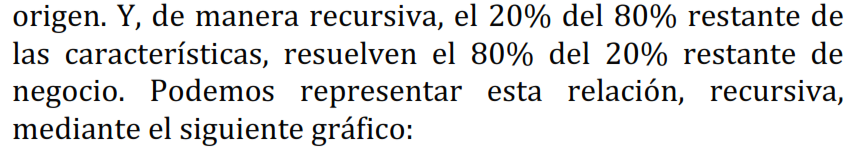 origen. Y, de manera recursiva, el 20% del 80% restante de
las características, resuelven el 80% del 20% restante de
negocio. Podemos representar esta relación, recursiva,
mediante el siguiente gráfico: